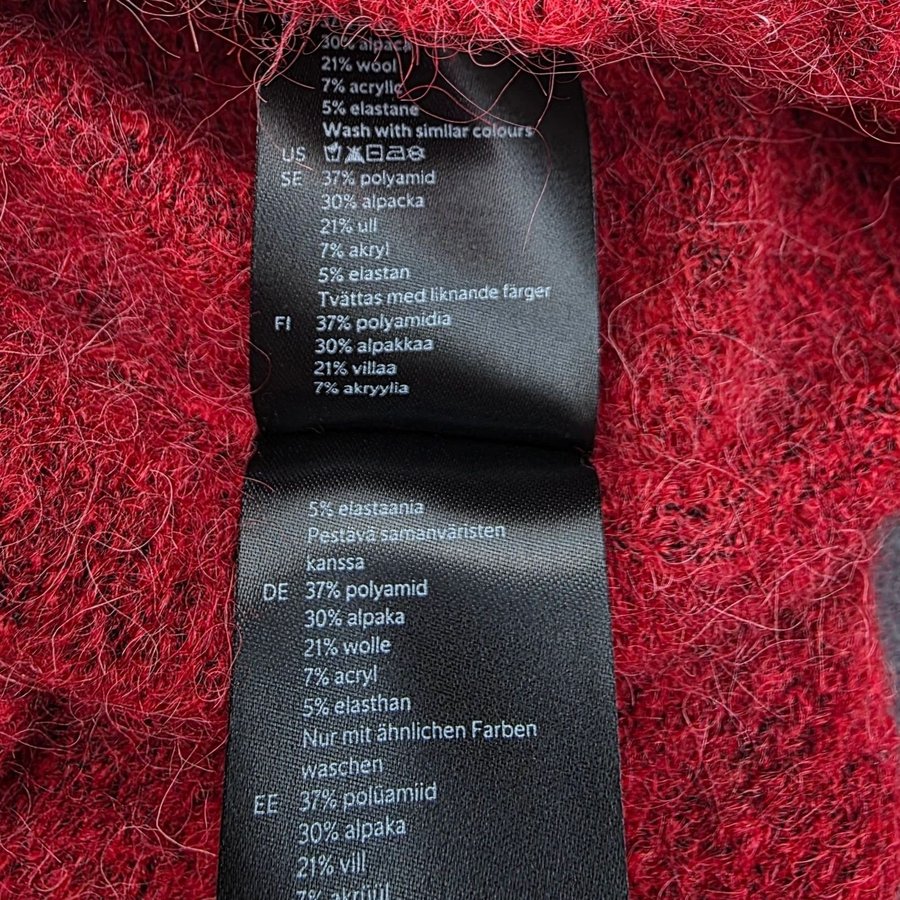 30% alpaca
21% wool
7% acrylic
5% elastane
Wash with similar colours
US
SE 37% polyamid
30% alpacka
21% ull
7% akryl
5% elastan
Tvättas med liknande färger
FI 37% polyamidia
30% alpakkaa
21% villaa
7% akryylia
5% elastaania
Pestävä samanväristen
kanssa
DE 37% polyamid
30% alpaka
21% wolle
7% acryl
5% elasthan
Nur mit ähnlichen Farben
waschen
EE 37% polüamiid
30% alpaka
21% vill
7% akrüül